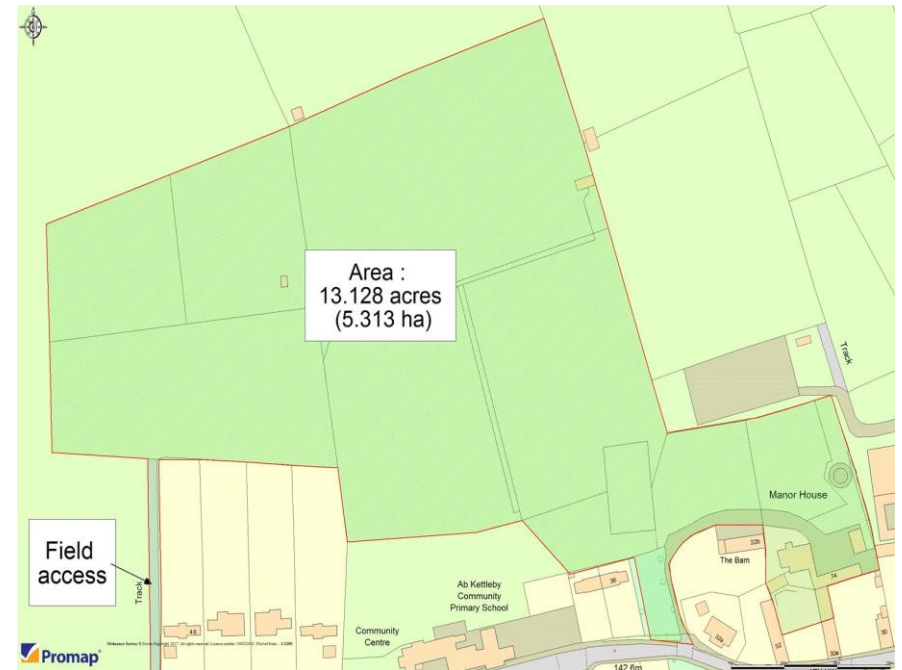 Area :
13.128 acres
(5.313 ha)
Track
Manor House
Field
access
Track
32b
The Barn
34
36
Ab Kettleby
Community
Primary School
48
Community
Centre
32a
32
30a
30
142.6m
Promap